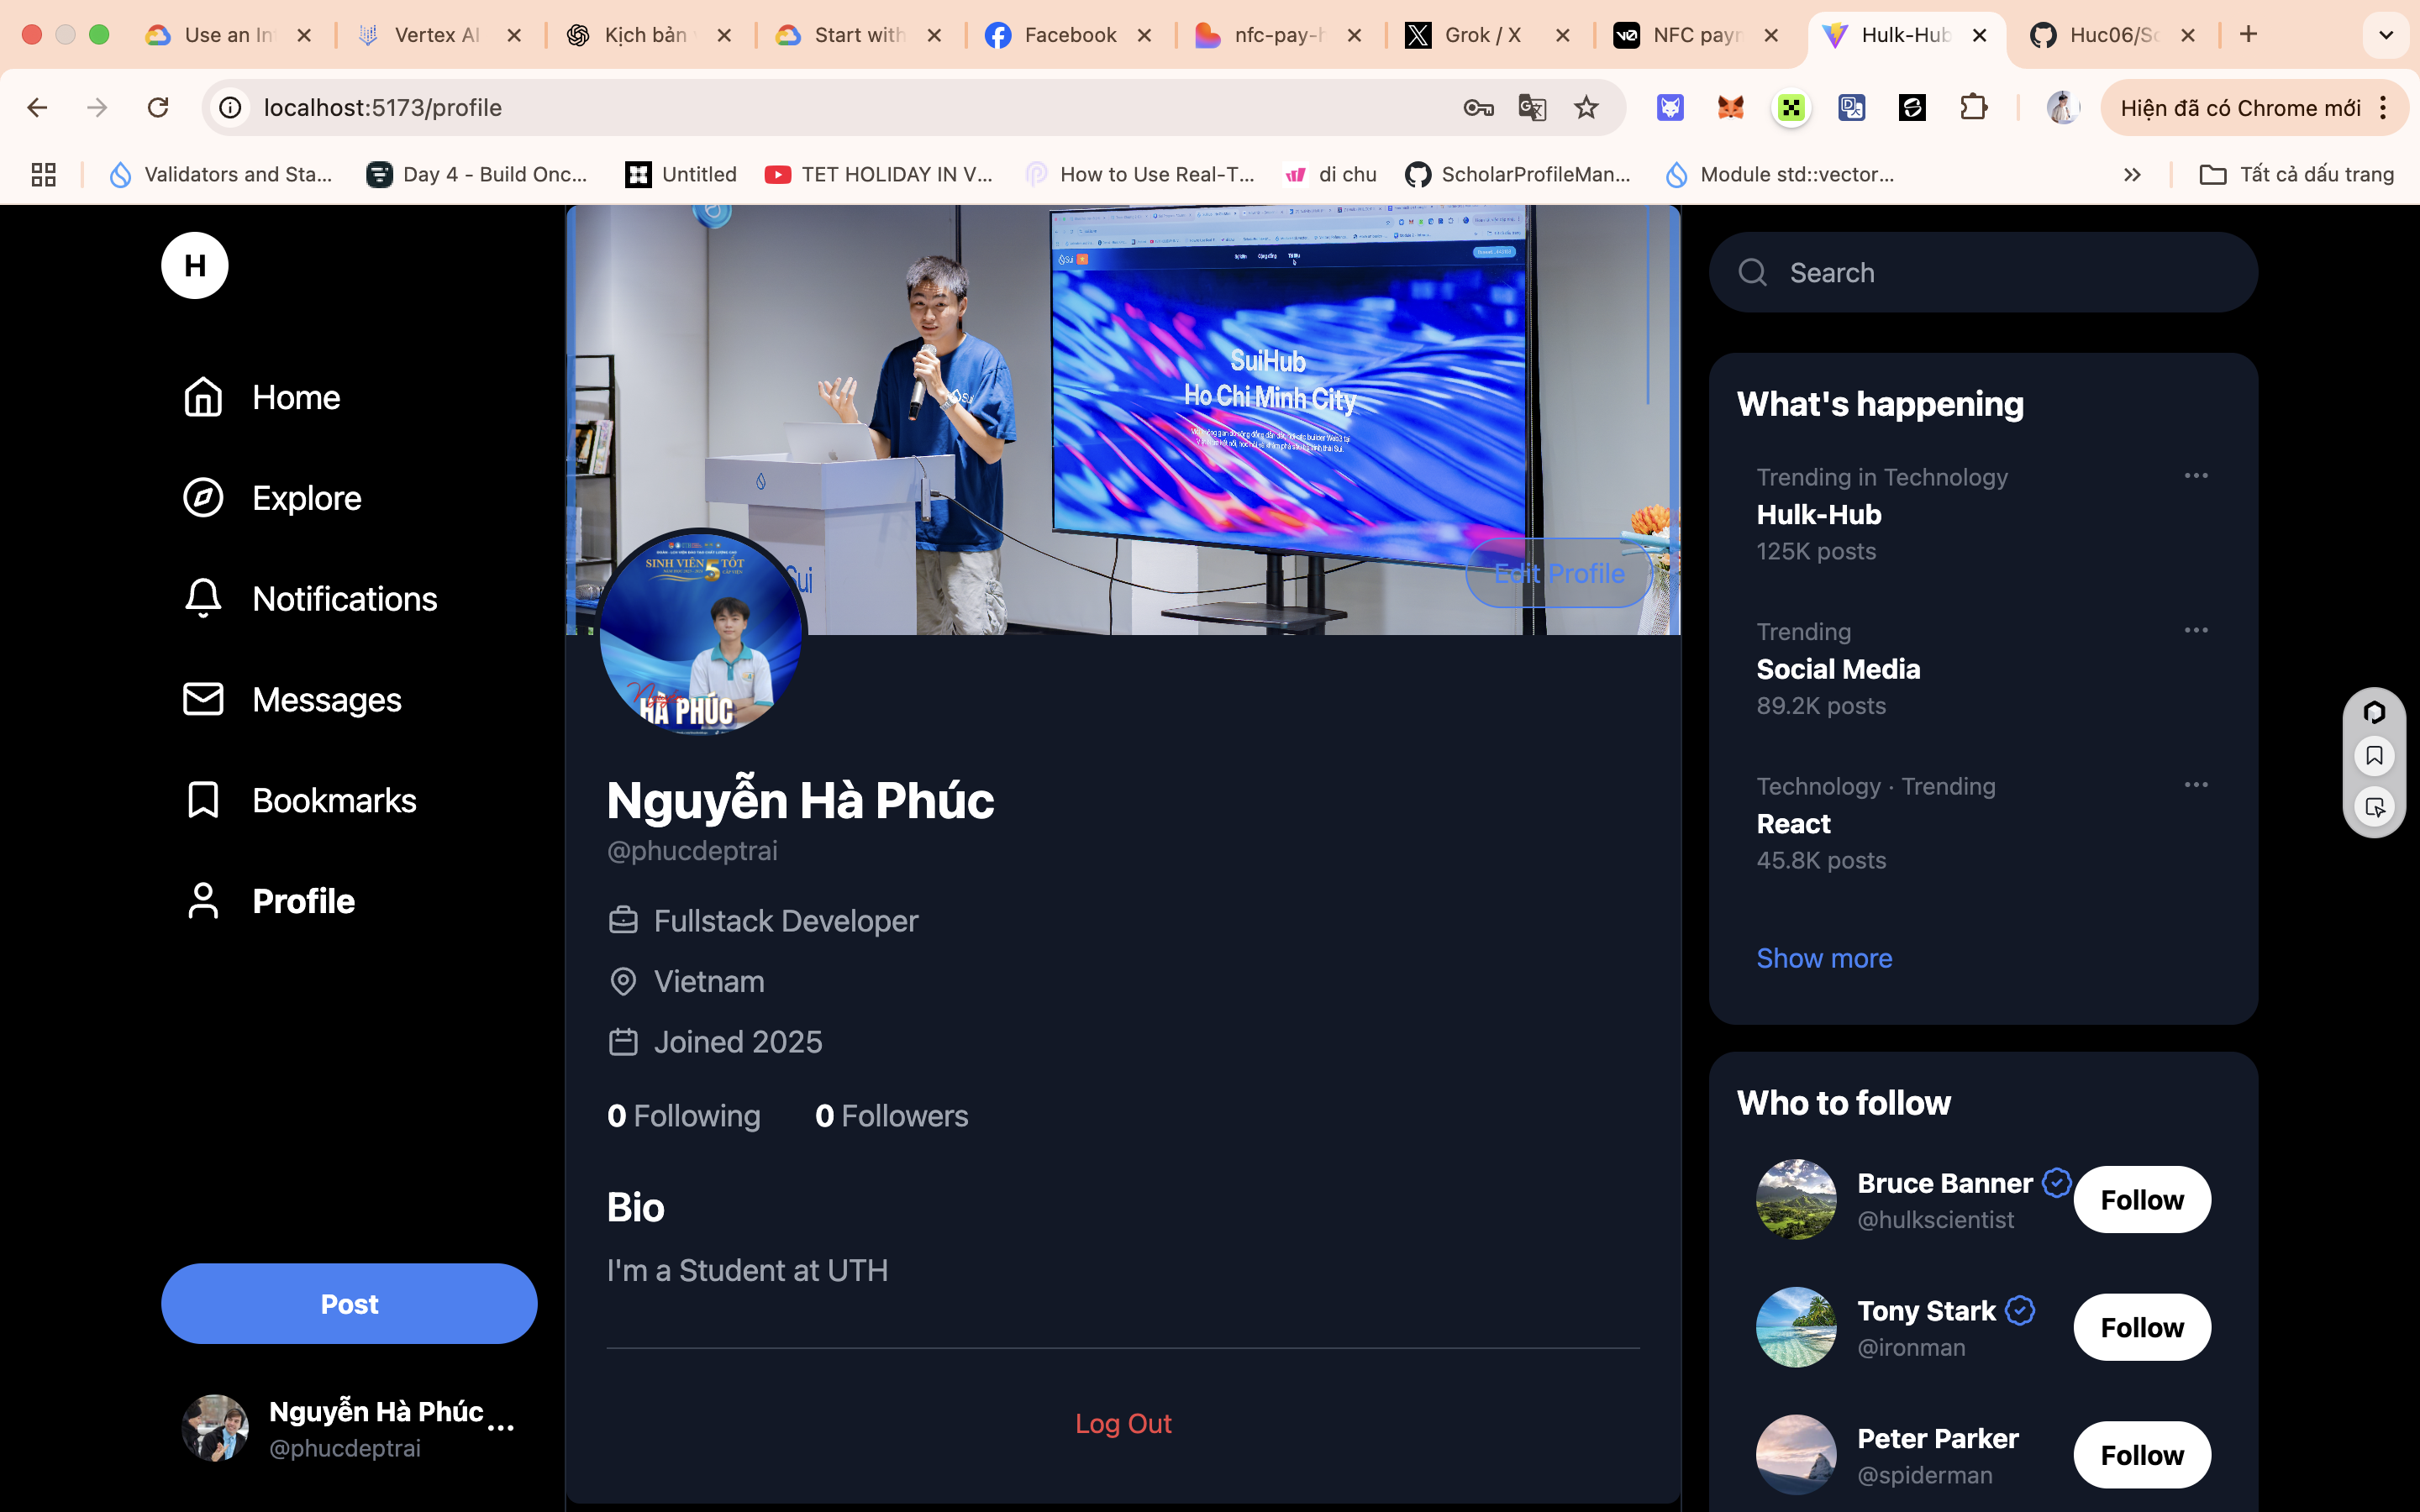 Use an In
Vertex AI
Kịch bản
Start with
Facebook
nfc-pay-h
Grok / X
NFC payr
Hulk-Hub
Huc06/Sc
localhost:5173/profile
Hiện đã có Chrome mới
Validators and Sta...
Day 4 - Build Onc...
Untitled
TET HOLIDAY IN V...
How to Use Real-T...
di chu
ScholarProfileMan...
Module std::vector...
Tất cả dấu trang
H
Home
Explore
Notifications
Messages
Bookmarks
Profile
Post
Nguyễn Hà Phúc...
@phucdeptrai
Sui
SuiHub
Ho Chi Minh City
Sui
Sui
Edit Profile
SINH VIÊN 5 TỐT
Nguyễn
HÀ PHÚC
Nguyễn Hà Phúc
@phucdeptrai
Fullstack Developer
Vietnam
Joined 2025
0 Following 0 Followers
Bio
I'm a Student at UTH
Log Out
Search
What's happening
Trending in Technology
Hulk-Hub
125K posts
Trending
Social Media
89.2K posts
Technology · Trending
React
45.8K posts
Show more
Who to follow
Bruce Banner
@hulkscientist
Follow
Tony Stark
@ironman
Follow
Peter Parker
@spiderman
Follow